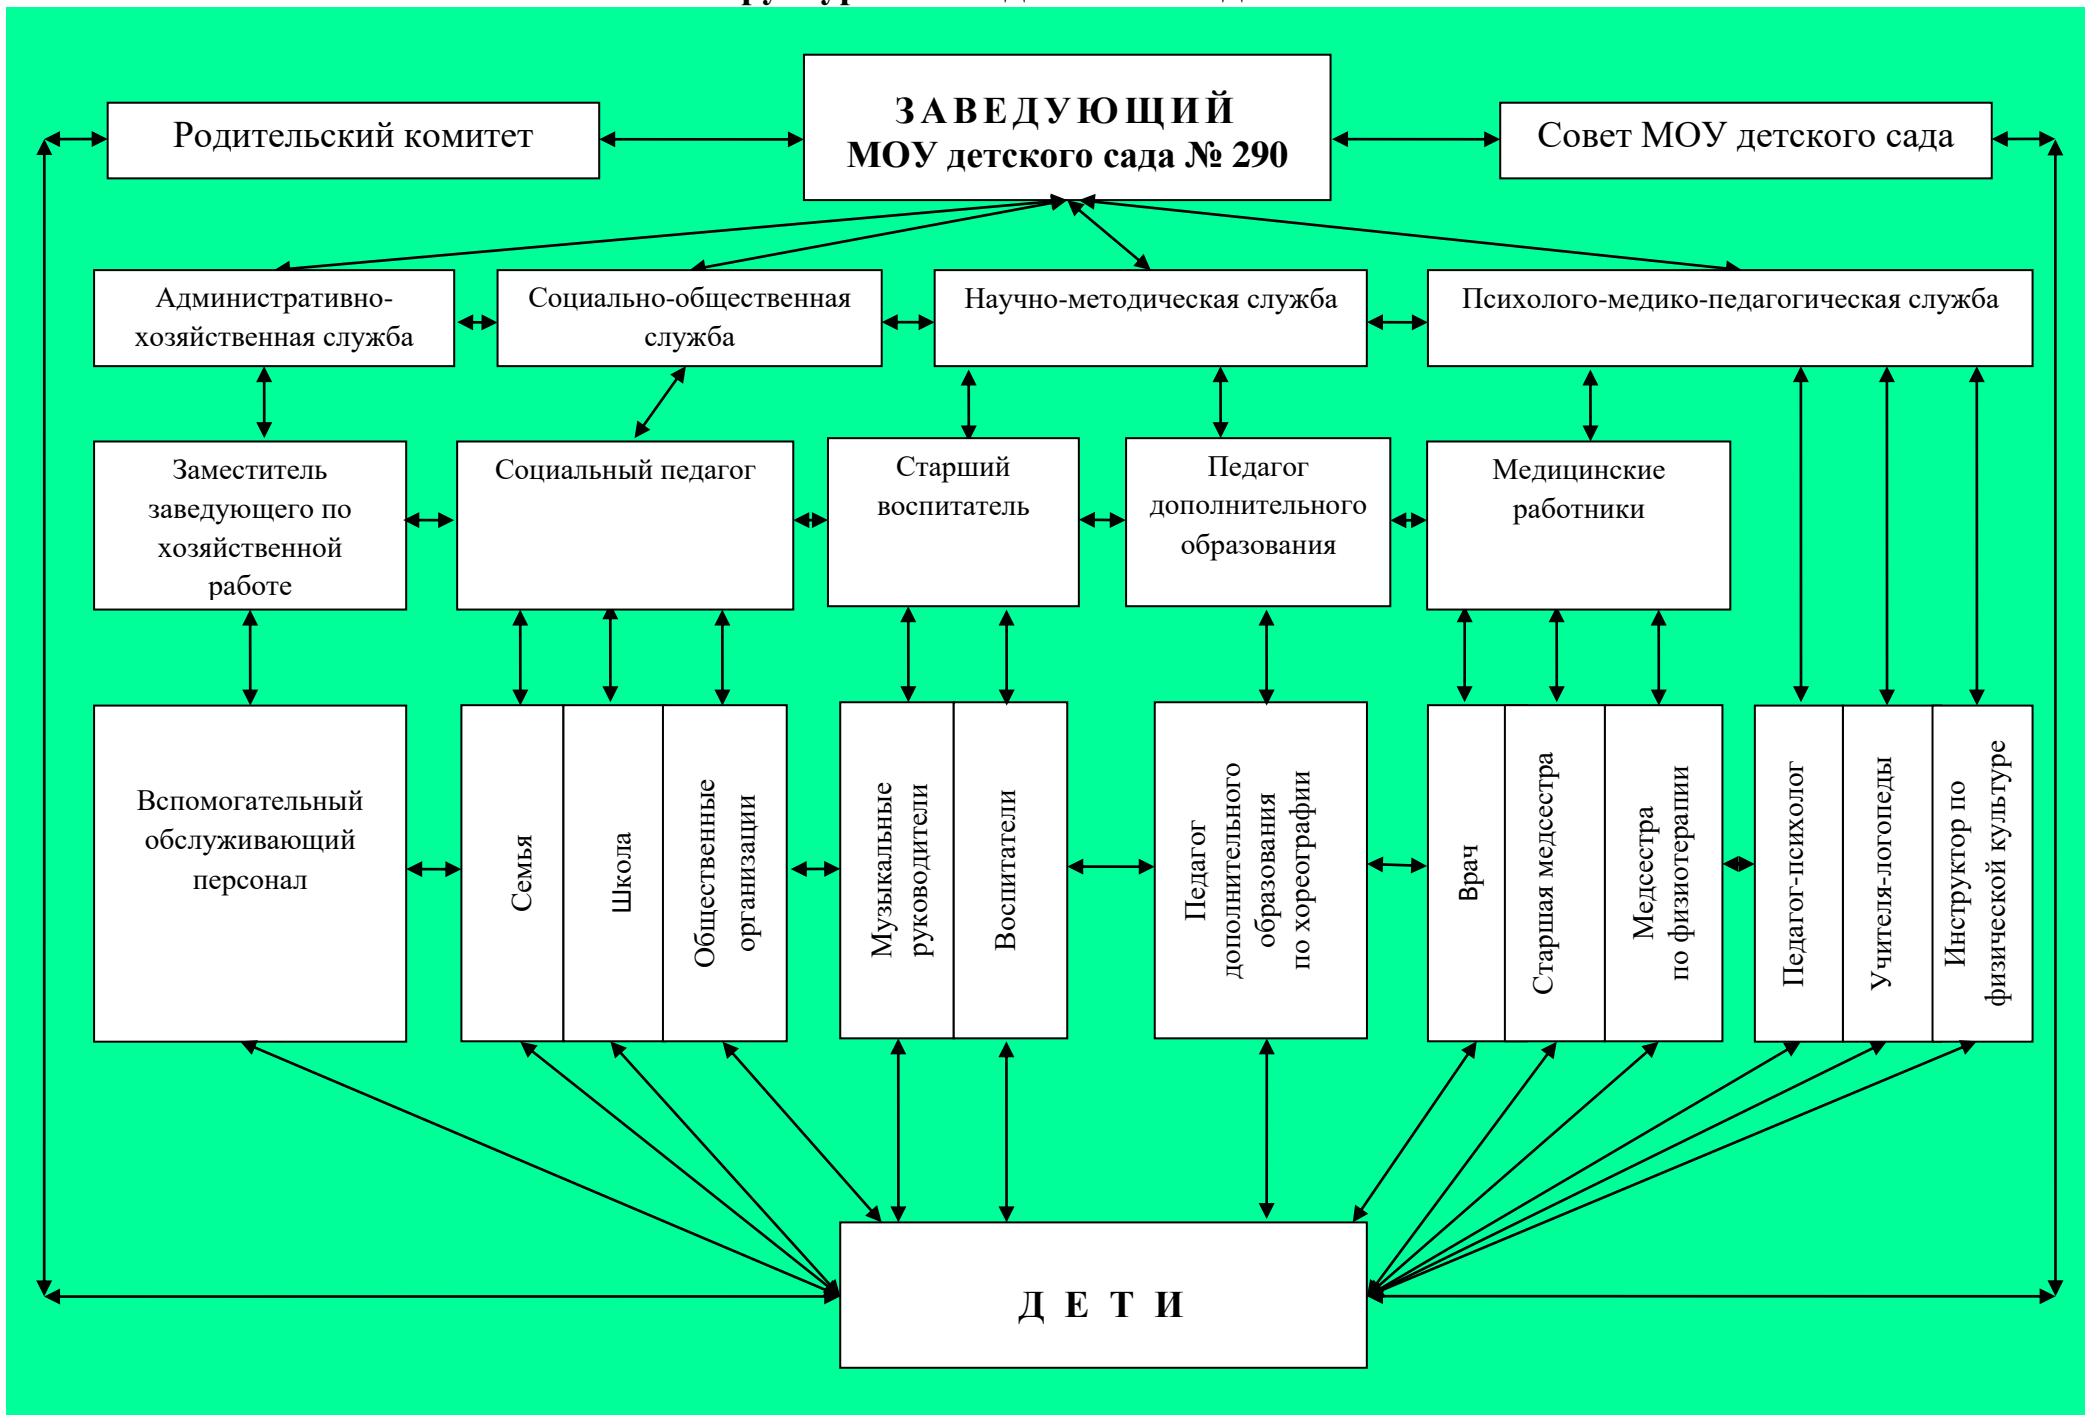 Родительский комитет
ЗАВЕДУЮЩИЙ
МОУ детского сада № 290
Совет МОУ детского сада
Административно-
хозяйственная служба
Социально-общественная
служба
Научно-методическая служба
Психолого-медико-педагогическая служба
Заместитель
заведующего по
хозяйственной
работе
Социальный педагог
Старший
воспитатель
Педагог
дополнительного
образования
Медицинские
работники
Вспомогательный
обслуживающий
персонал
Семья
Школа
Общественные
организации
Музыкальные
руководители
Воспитатели
Педагог
дополнительного
образования
по хореографии
Врач
Старшая медсестра
Медсестра
по физиотерапии
Педагог-психолог
Учителя-логопеды
Инструктор по
физической культуре
Д Е Т И